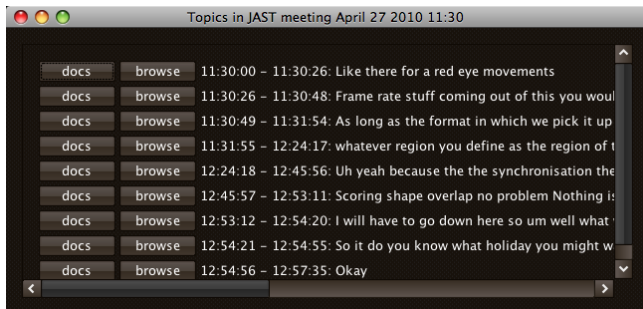 Topics in JAST meeting April 27 2010 11:30
docs browse 11:30:00 – 11:30:26: Like there for a red eye movements
docs browse 11:30:26 – 11:30:48: Frame rate stuff coming out of this you woul
docs browse 11:30:49 – 11:31:54: As long as the format in which we pick it up
docs browse 11:31:55 – 12:24:17: whatever region you define as the region of
docs browse 12:24:18 – 12:45:56: Uh yeah because the the synchronisation the
docs browse 12:45:57 – 12:53:11: Scoring shape overlap no problem Nothing is
docs browse 12:53:12 – 12:54:20: I will have to go down here so um well what
docs browse 12:54:21 – 12:54:55: So it do you know what holiday you might w
docs browse 12:54:56 – 12:57:35: Okay